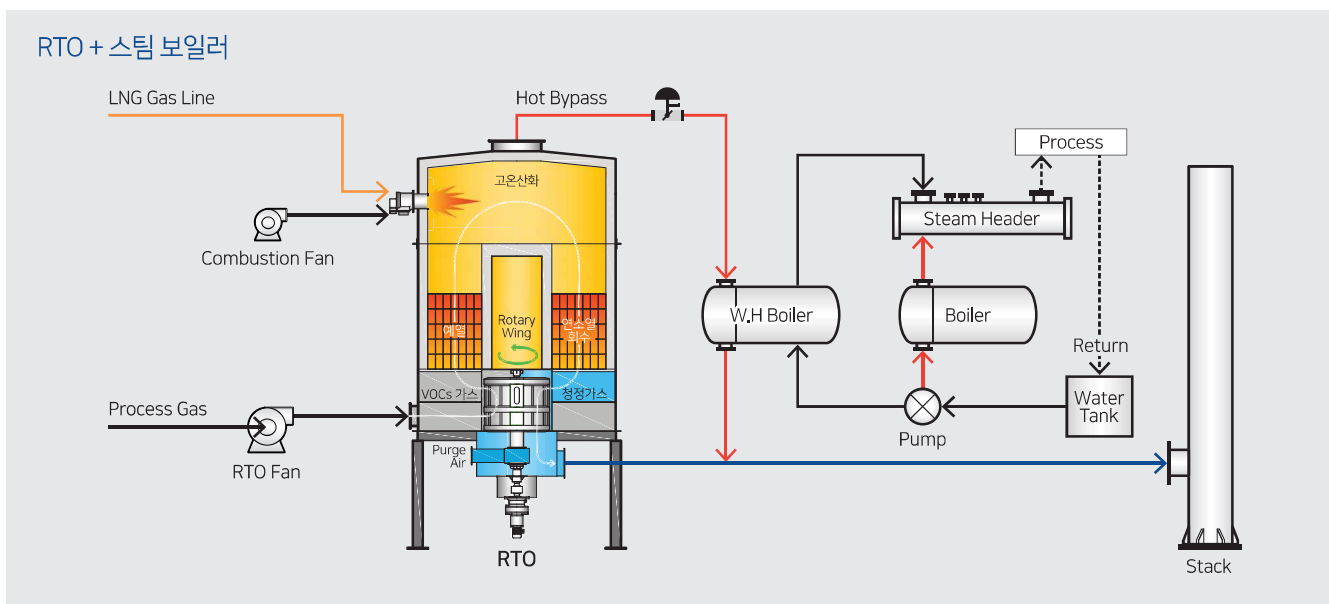 RTO + 스팀 보일러
LNG Gas Line
Hot Bypass
Process
고온산화
Steam Header
Combustion Fan
예열
Rotary
Wing
연소열
회수
W.H Boiler
Boiler
Return
VOCs 가스
청정가스
Process Gas
Water
Tank
Pump
Purge
Air
RTO Fan
RTO
Stack